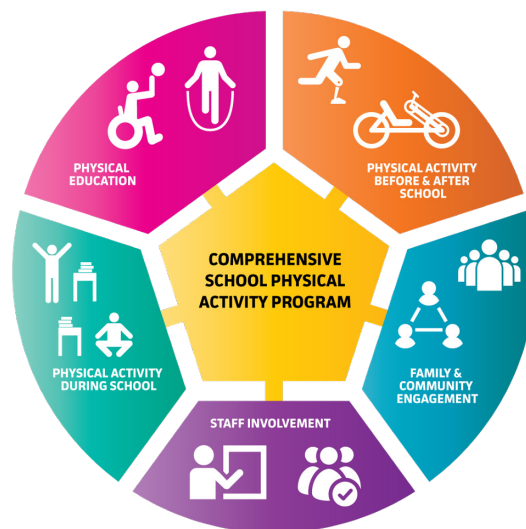 PHYSICAL
EDUCATION
PHYSICAL ACTIVITY
BEFORE & AFTER
SCHOOL
COMPREHENSIVE
SCHOOL PHYSICAL
ACTIVITY PROGRAM
PHYSICAL ACTIVITY
DURING SCHOOL
FAMILY &
COMMUNITY
ENGAGEMENT
STAFF INVOLVEMENT